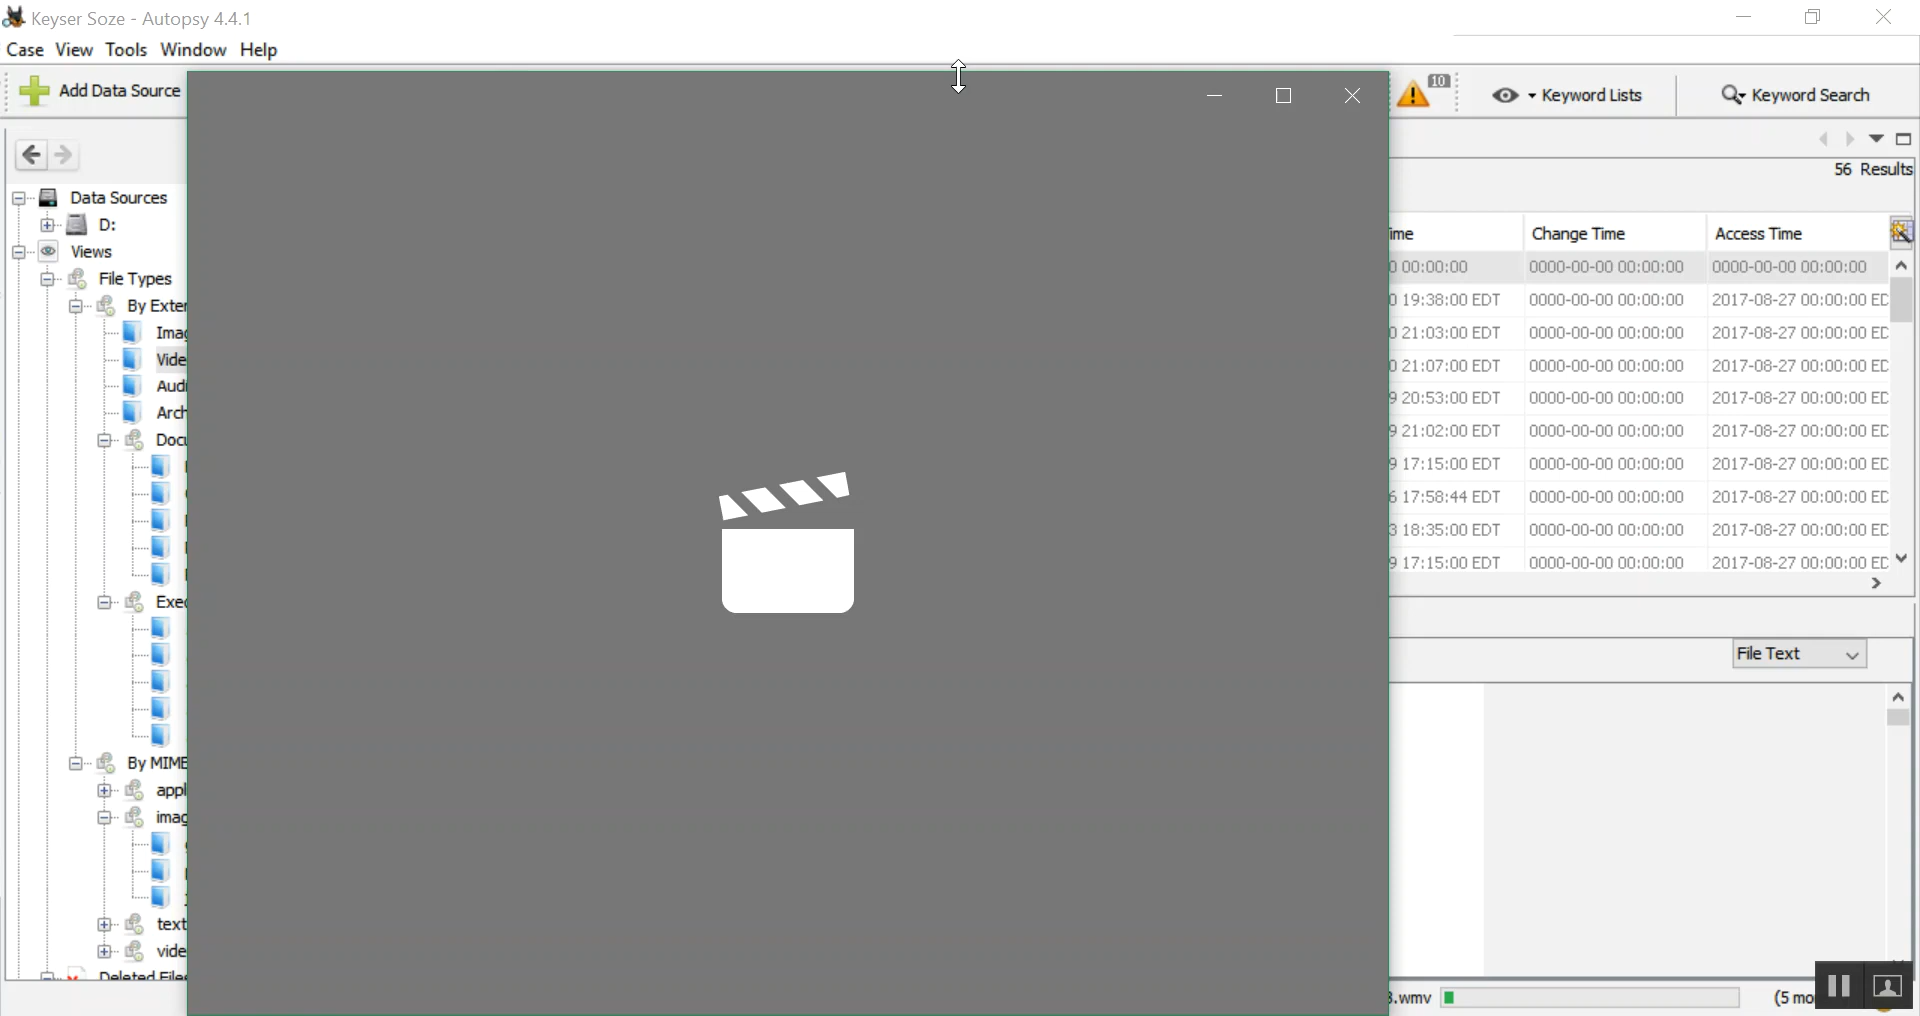 Keyser Soze - Autopsy 4.4.1
Case View Tools Window Help
Add Data Source
10
Keyword Lists
Keyword Search
56 Results
Data Sources
D:
Views
File Types
By Exter
Imag
Vide
Audi
Arch
Docu
Exec
By MIME
appl
imag
text
vide
Deleted File
ime Change Time Access Time
0 00:00:00 0000-00-00 00:00:00 0000-00-00 00:00:00
0 19:38:00 EDT 0000-00-00 00:00:00 2017-08-27 00:00:00 ED
0 21:03:00 EDT 0000-00-00 00:00:00 2017-08-27 00:00:00 ED
0 21:07:00 EDT 0000-00-00 00:00:00 2017-08-27 00:00:00 ED
9 20:53:00 EDT 0000-00-00 00:00:00 2017-08-27 00:00:00 ED
9 21:02:00 EDT 0000-00-00 00:00:00 2017-08-27 00:00:00 ED
9 17:15:00 EDT 0000-00-00 00:00:00 2017-08-27 00:00:00 ED
6 17:58:44 EDT 0000-00-00 00:00:00 2017-08-27 00:00:00 ED
3 18:35:00 EDT 0000-00-00 00:00:00 2017-08-27 00:00:00 ED
9 17:15:00 EDT 0000-00-00 00:00:00 2017-08-27 00:00:00 ED
File Text
.wmv
(5 mo